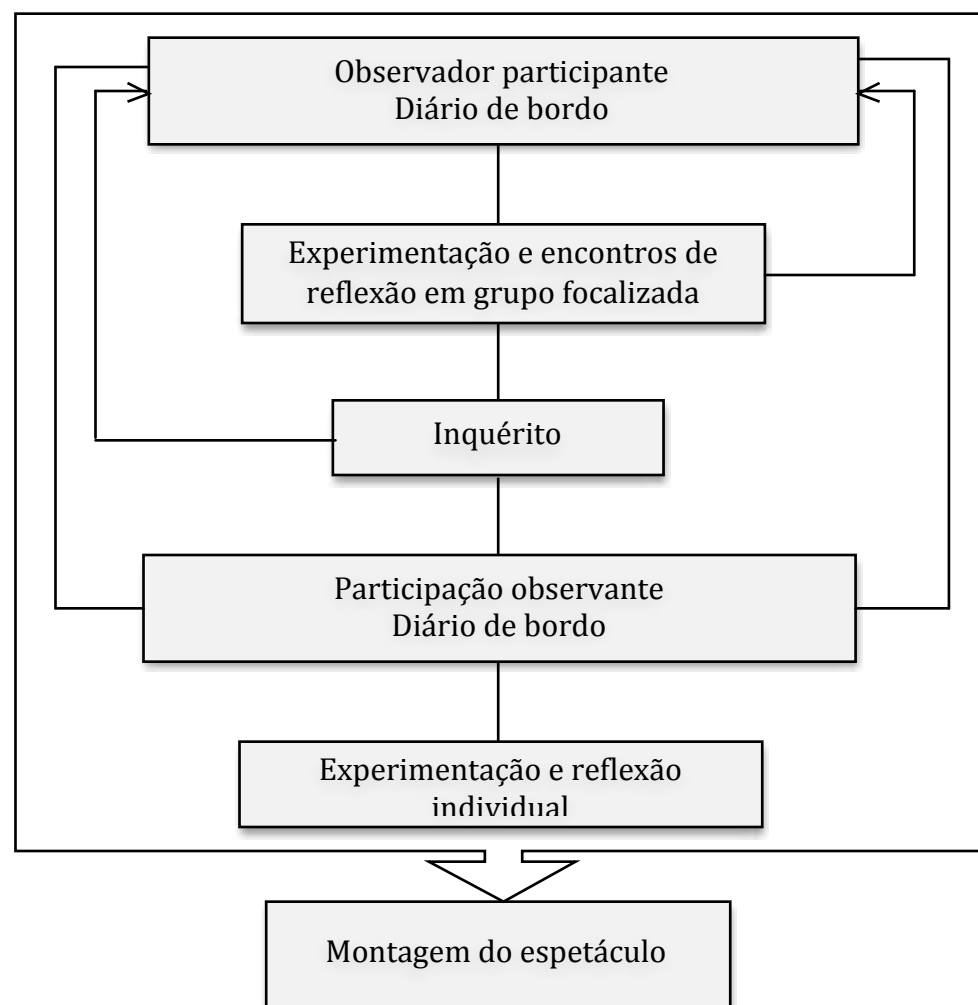 Observador participante
Diário de bordo
Experimentação e encontros de
reflexão em grupo focalizada
Inquérito
Participação observante
Diário de bordo
Experimentação e reflexão
individual
Montagem do espetáculo